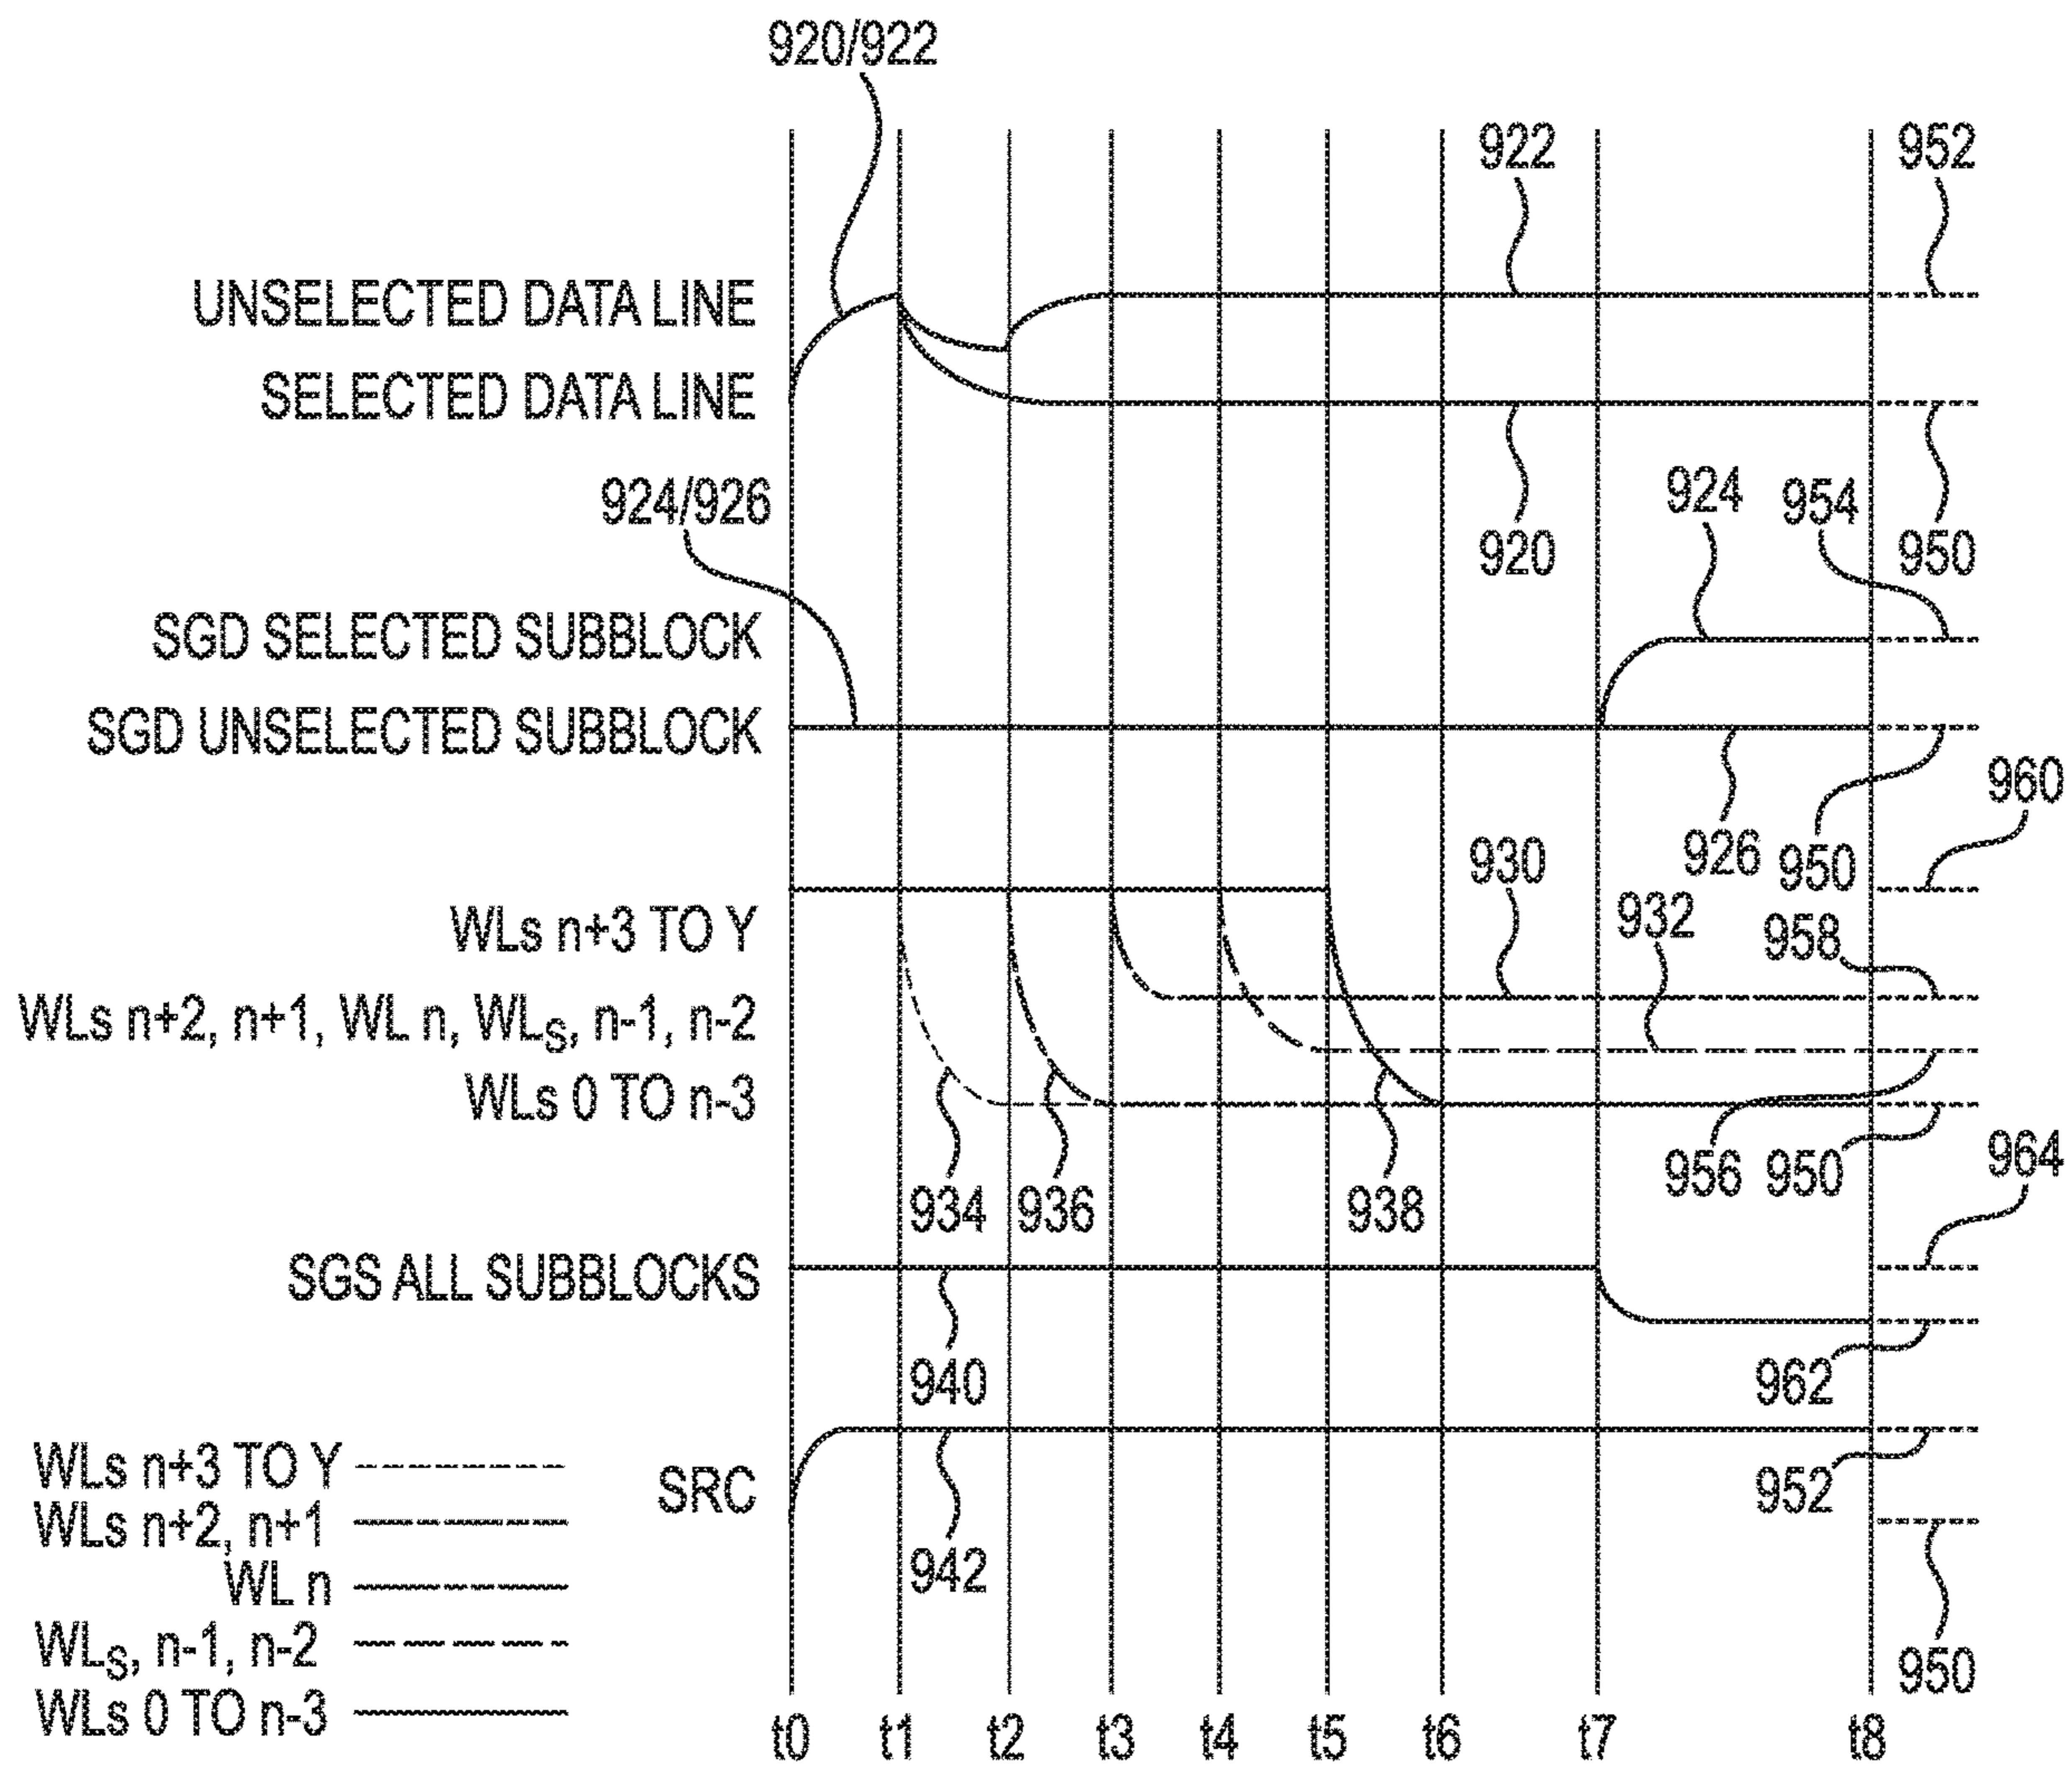 920/922
922
952
UNSELECTED DATA LINE
SELECTED DATA LINE
924/926
920
924
954
950
SGD SELECTED SUBBLOCK
SGD UNSELECTED SUBBLOCK
960
926
950
930
932
958
WLs n+3 TO Y
WLs n+2, n+1, WL n, WLS, n-1, n-2
WLs 0 TO n-3
934
936
938
956
950
964
SGS ALL SUBBLOCKS
940
962
WLs n+3 TO Y
SRC
952
WLs n+2, n+1
942
WL n
WLS, n-1, n-2
950
WLs 0 TO n-3
t0 t1 t2 t3 t4 t5 t6 t7 t8